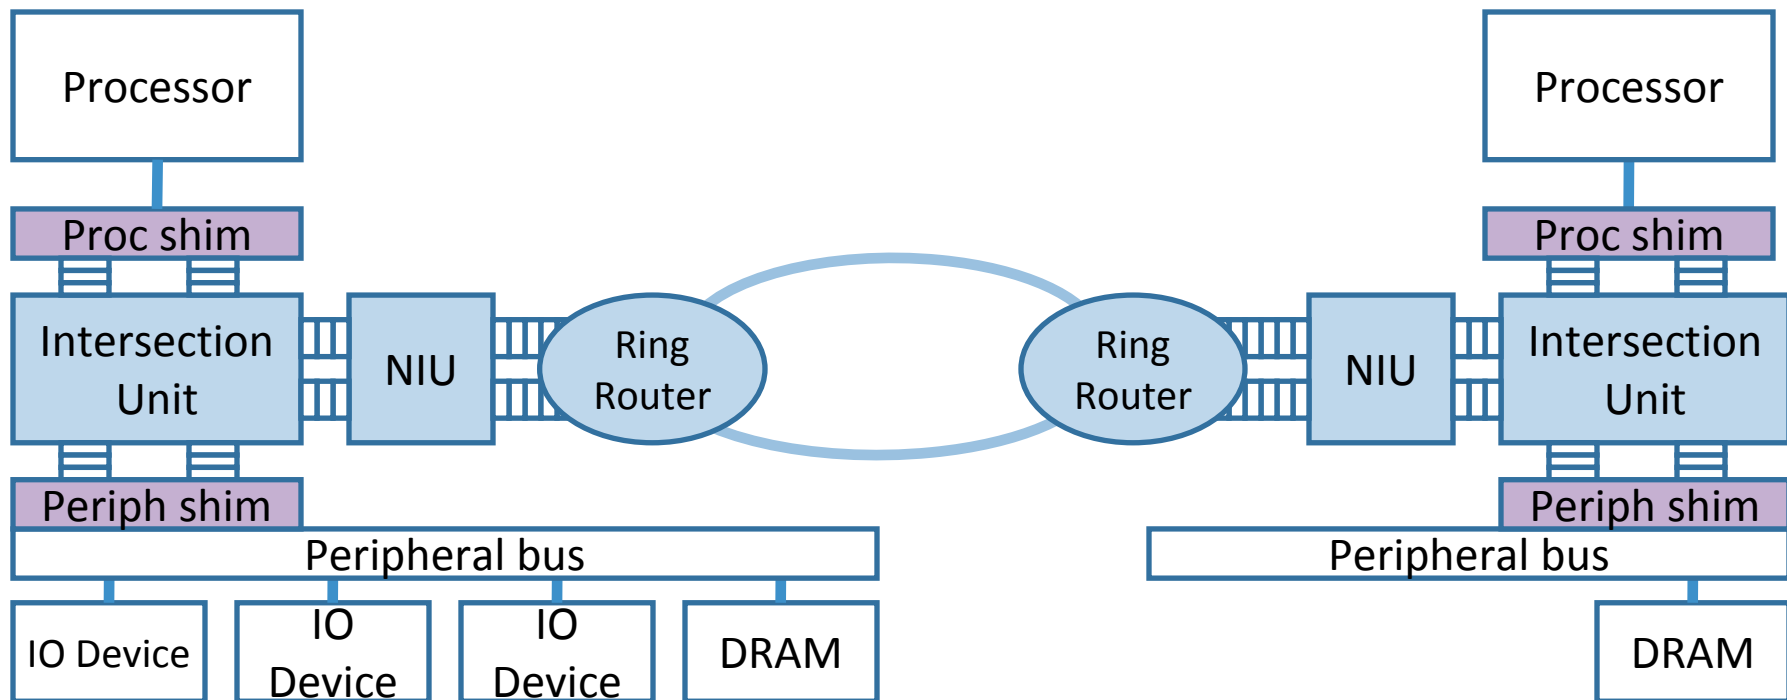 Processor
Processor
Proc shim
Proc shim
Intersection
Unit
NIU
Ring
Router
Ring
Router
NIU
Intersection
Unit
Periph shim
Periph shim
Peripheral bus
Peripheral bus
IO Device
IO
Device
IO
Device
DRAM
DRAM